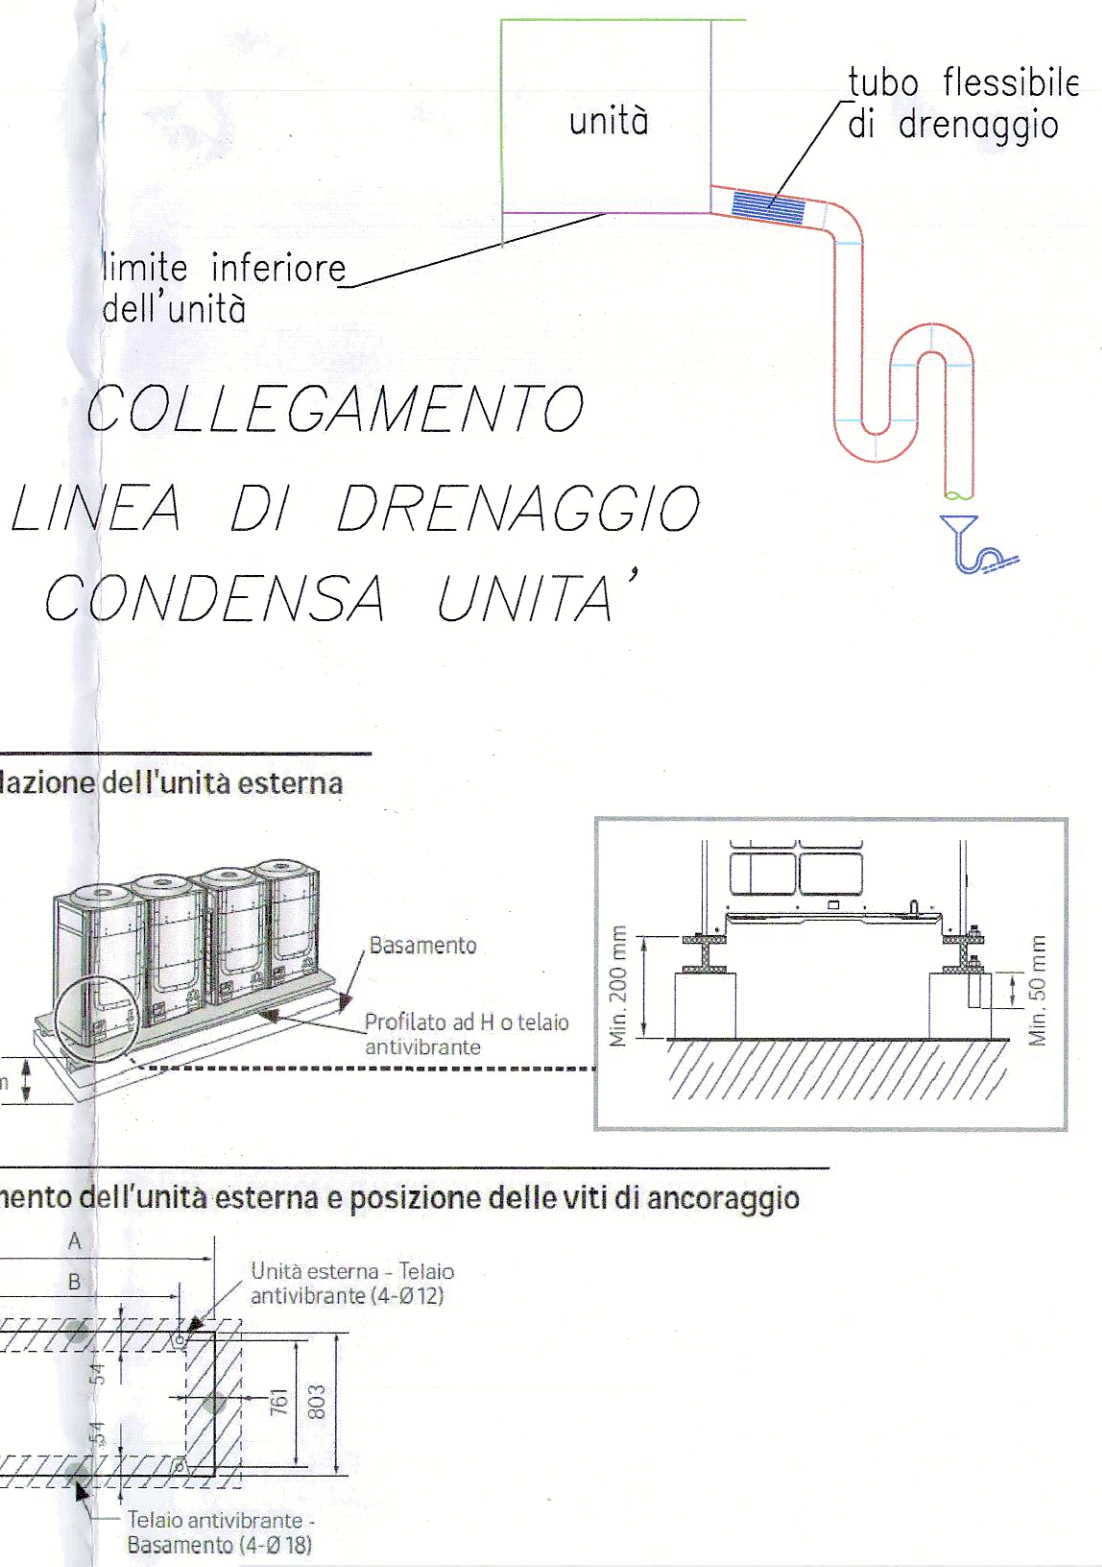 unità
tubo flessibile
di drenaggio
limite inferiore
dell'unità
COLLEGAMENTO
LINEA DI DRENAGGIO
CONDENSA UNITA'
lazione dell'unità esterna
Basamento
Profilato ad H o telaio
antivibrante
Min. 200 mm
Min. 50 mm
mento dell'unità esterna e posizione delle viti di ancoraggio
A
B
Unità esterna - Telaio
antivibrante (4-Ø12)
54
54
761
803
Telaio antivibrante -
Basamento (4-Ø 18)